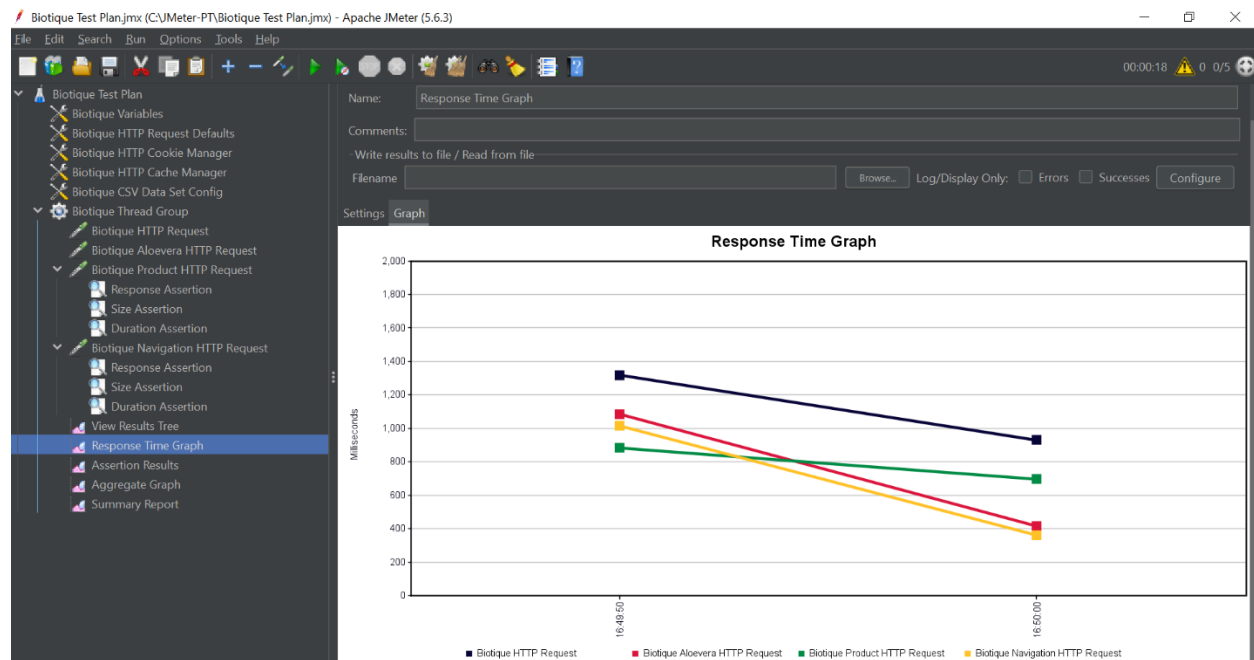 Biotique Test Plan.jmx (C:\JMeter-PT\Biotique Test Plan.jmx) - Apache JMeter (5.6.3)
File Edit Search Run Options Tools Help
00:00:18 0 0/5
Biotique Test Plan
Biotique Variables
Biotique HTTP Request Defaults
Biotique HTTP Cookie Manager
Biotique HTTP Cache Manager
Biotique CSV Data Set Config
Biotique Thread Group
Biotique HTTP Request
Biotique Aloevera HTTP Request
Biotique Product HTTP Request
Response Assertion
Size Assertion
Duration Assertion
Biotique Navigation HTTP Request
Response Assertion
Size Assertion
Duration Assertion
View Results Tree
Response Time Graph
Assertion Results
Aggregate Graph
Summary Report
Name: Response Time Graph
Comments:
Write results to file / Read from file
Filename Browse... Log/Display Only: Errors Successes Configure
Settings Graph
Response Time Graph
2,000
1,800
1,600
1,400
1,200
1,000
800
600
400
200
0
Milliseconds
16:49:50
16:50:00
Biotique HTTP Request Biotique Aloevera HTTP Request Biotique Product HTTP Request Biotique Navigation HTTP Request